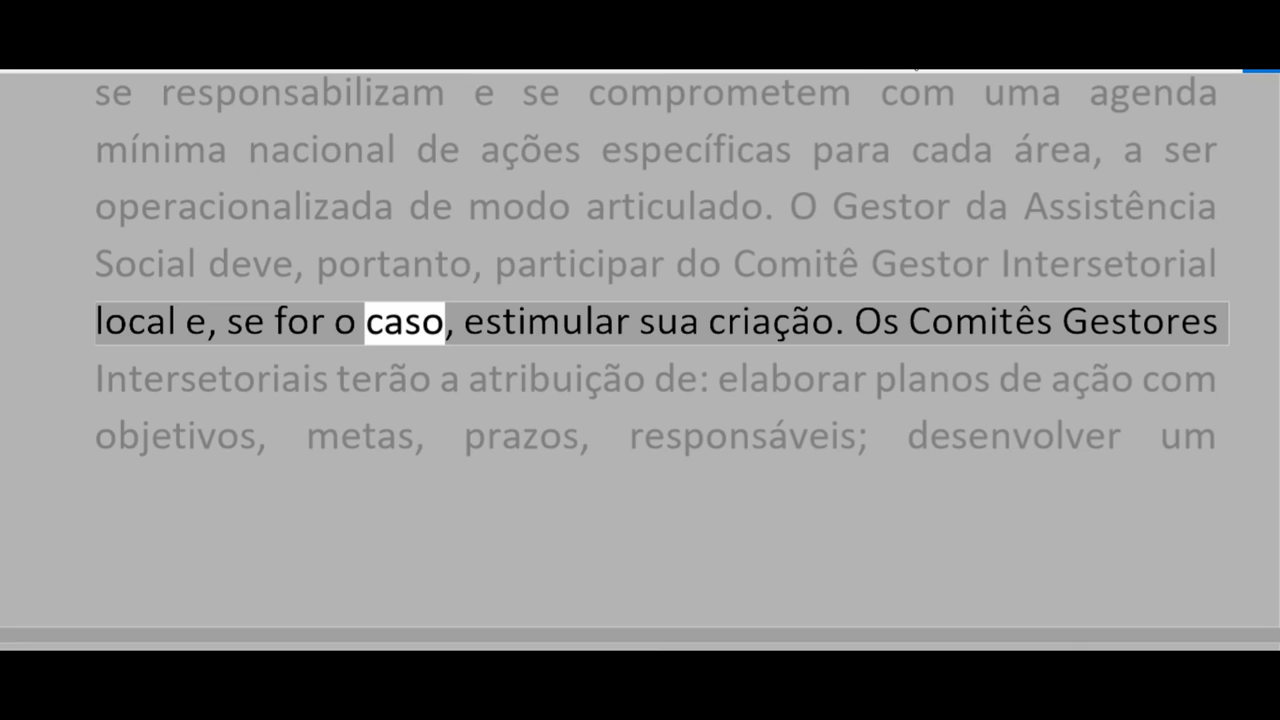 se responsabilizam e se comprometem com uma agenda
mínima nacional de ações específicas para cada área, a ser
operacionalizada de modo articulado. O Gestor da Assistência
Social deve, portanto, participar do Comitê Gestor Intersetorial
local e, se for o caso, estimular sua criação. Os Comitês Gestores
Intersetoriais terão a atribuição de: elaborar planos de ação com
objetivos, metas, prazos, responsáveis; desenvolver um